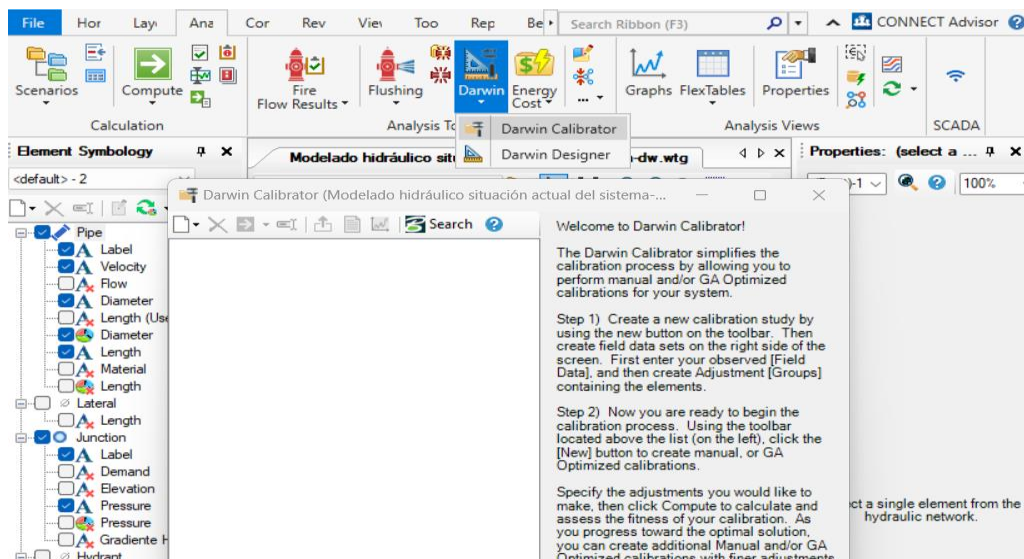 File Hor Lay Ana Cor Rev Viev Too Rep Be Search Ribbon (F3) CONNECT Advisor
Scenarios Compute Fire Flow Results Flushing Darwin Energy Cost ... Graphs FlexTables Properties
Calculation Analysis To Analysis Views SCADA
Darwin Calibrator
Darwin Designer
Element Symbology
Modelado hidráulico situ
-dw.wtg
Properties: (select a ...
<default> - 2
)-1
100%
Darwin Calibrator (Modelado hidráulico situación actual del sistema-...
Search
Pipe
Label
Velocity
Flow
Diameter
Length (Use
Diameter
Length
Material
Length
Lateral
Length
Junction
Label
Demand
Elevation
Pressure
Pressure
Gradiente H
Hydrant
Welcome to Darwin Calibrator!
The Darwin Calibrator simplifies the
calibration process by allowing you to
perform manual and/or GA Optimized
calibrations for your system.
Step 1) Create a new calibration study by
using the new button on the toolbar. Then
create field data sets on the right side of the
screen. First enter your observed [Field
Data], and then create Adjustment [Groups]
containing the elements.
Step 2) Now you are ready to begin the
calibration process. Using the toolbar
located above the list (on the left), click the
[New] button to create manual, or GA
Optimized calibrations.
Specify the adjustments you would like to
make, then click Compute to calculate and
assess the fitness of your calibration. As
you progress toward the optimal solution,
you can create additional Manual and/or GA
Optimized calibrations with finer adjustments
ct a single element from the
hydraulic network.